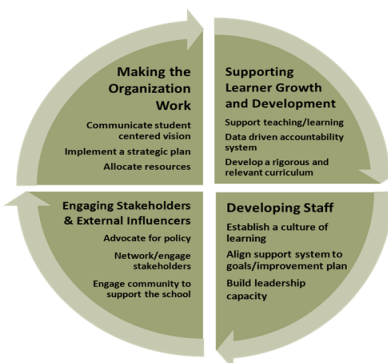 Making the
Organization
Work
Communicate student
centered vision
Implement a strategic plan
Allocate resources
Supporting
Learner Growth
and Development
Support teaching/learning
Data driven accountability
system
Develop a rigorous and
relevant curriculum
Engaging Stakeholders
& External Influencers
Advocate for policy
Network/engage
stakeholders
Engage community to
support the school
Developing Staff
Establish a culture of
learning
Align support system to
goals/improvement plan
Build leadership
capacity